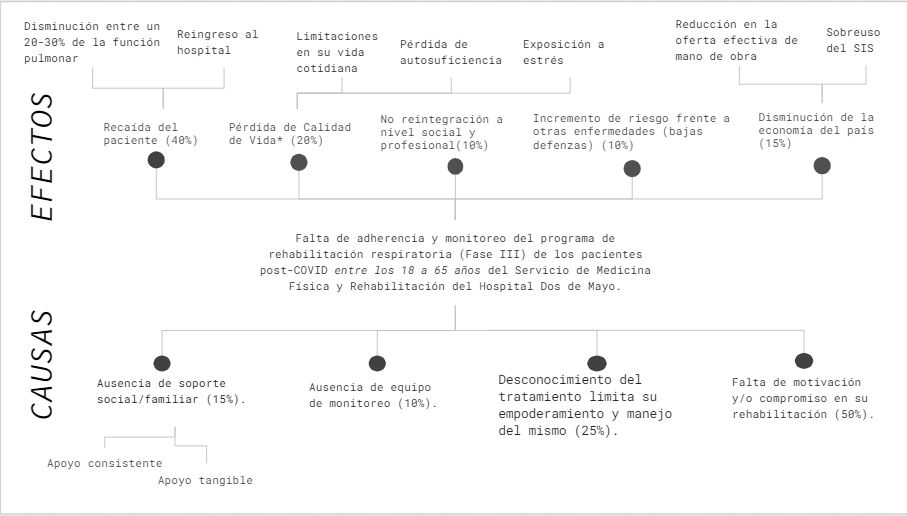 Disminución entre un
20-30% de la función
pulmonar
Reingreso al
hospital
Limitaciones
en su vida
cotidiana
Pérdida de
autosuficiencia
Exposición a
estrés
Reducción en la
oferta efectiva de
mano de obra
Sobreuso
del SIS
EFECTOS
Recaída del
paciente (40%)
Pérdida de Calidad
de Vida* (20%)
No reintegración a
nivel social y
profesional(10%)
Incremento de riesgo frente a
otras enfermedades (bajas
defenzas) (10%)
Disminución de la
economía del país
(15%)
Falta de adherencia y monitoreo del programa de
rehabilitación respiratoria (Fase III) de los pacientes
post-COVID entre los 18 a 65 años del Servicio de Medicina
Física y Rehabilitación del Hospital Dos de Mayo.
CAUSAS
Ausencia de soporte
social/familiar (15%).
Ausencia de equipo
de monitoreo (10%).
Desconocimiento del
tratamiento limita su
empoderamiento y manejo
del mismo (25%).
Falta de motivación
y/o compromiso en su
rehabilitación (50%).
Apoyo consistente
Apoyo tangible